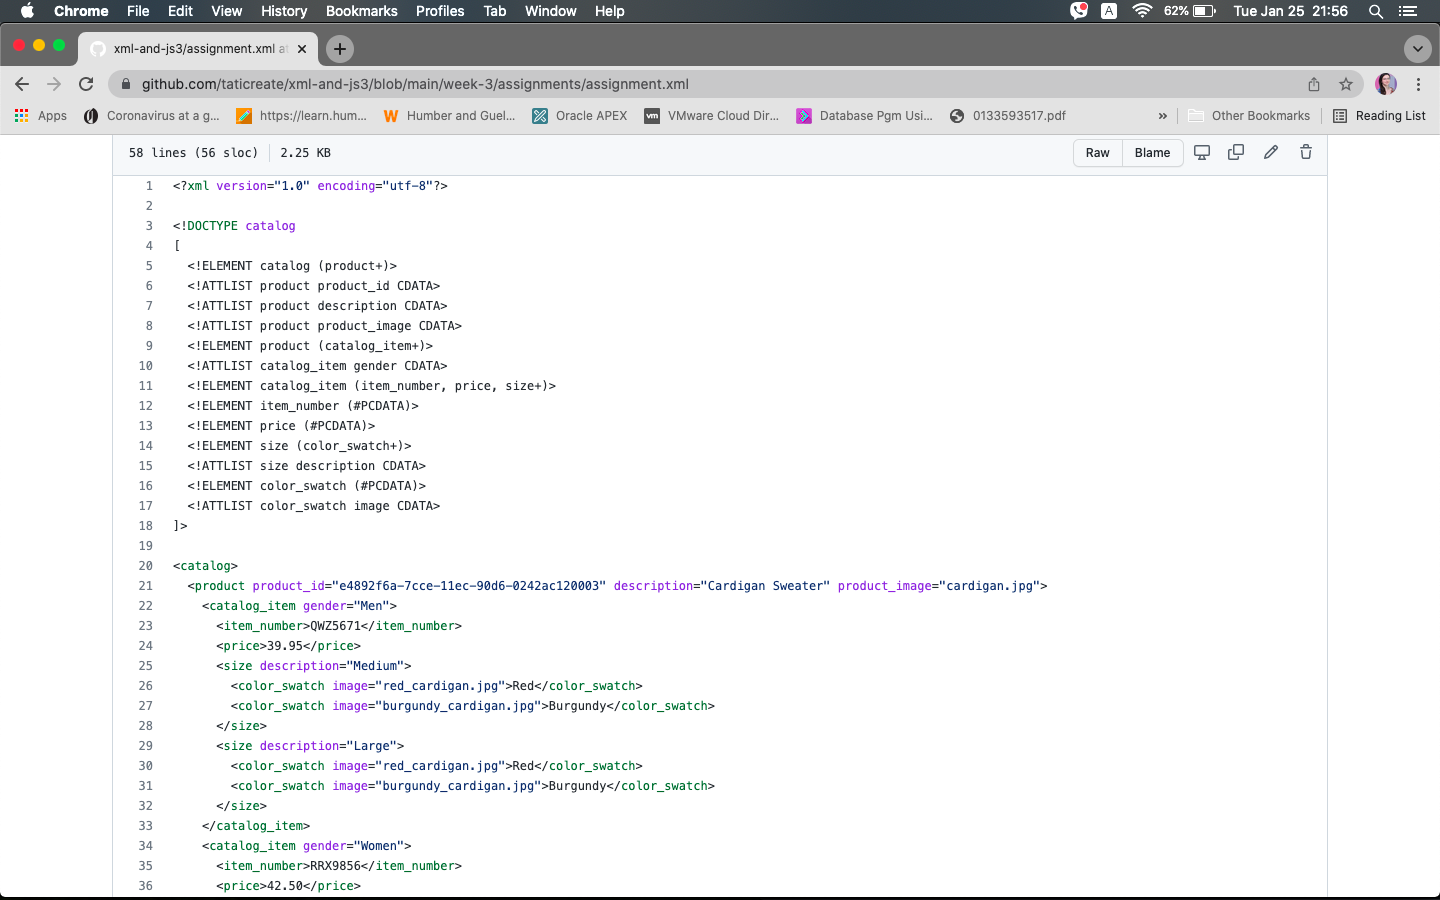 Chrome File Edit View History Bookmarks Profiles Tab Window Help A 62% Tue Jan 25 21:56
xml-and-js3/assignment.xml at
github.com/taticreate/xml-and-js3/blob/main/week-3/assignments/assignment.xml
Apps Coronavirus at a g... https://learn.hum... W Humber and Guel... Oracle APEX vm VMware Cloud Dir... Database Pgm Usi... 0133593517.pdf » Other Bookmarks Reading List
58 lines (56 sloc) 2.25 KB Raw Blame
1 <?xml version="1.0" encoding="utf-8"?>
2
3 <!DOCTYPE catalog
4 [
5 <!ELEMENT catalog (product+)>
6 <!ATTLIST product product_id CDATA>
7 <!ATTLIST product description CDATA>
8 <!ATTLIST product product_image CDATA>
9 <!ELEMENT product (catalog_item+)>
10 <!ATTLIST catalog_item gender CDATA>
11 <!ELEMENT catalog_item (item_number, price, size+)>
12 <!ELEMENT item_number (#PCDATA)>
13 <!ELEMENT price (#PCDATA)>
14 <!ELEMENT size (color_swatch+)>
15 <!ATTLIST size description CDATA>
16 <!ELEMENT color_swatch (#PCDATA)>
17 <!ATTLIST color_swatch image CDATA>
18 ]>
19
20 <catalog>
21 <product product_id="e4892f6a-7cce-11ec-90d6-0242ac120003" description="Cardigan Sweater" product_image="cardigan.jpg">
22 <catalog_item gender="Men">
23 <item_number>QWZ5671</item_number>
24 <price>39.95</price>
25 <size description="Medium">
26 <color_swatch image="red_cardigan.jpg">Red</color_swatch>
27 <color_swatch image="burgundy_cardigan.jpg">Burgundy</color_swatch>
28 </size>
29 <size description="Large">
30 <color_swatch image="red_cardigan.jpg">Red</color_swatch>
31 <color_swatch image="burgundy_cardigan.jpg">Burgundy</color_swatch>
32 </size>
33 </catalog_item>
34 <catalog_item gender="Women">
35 <item_number>RRX9856</item_number>
36 <price>42.50</price>